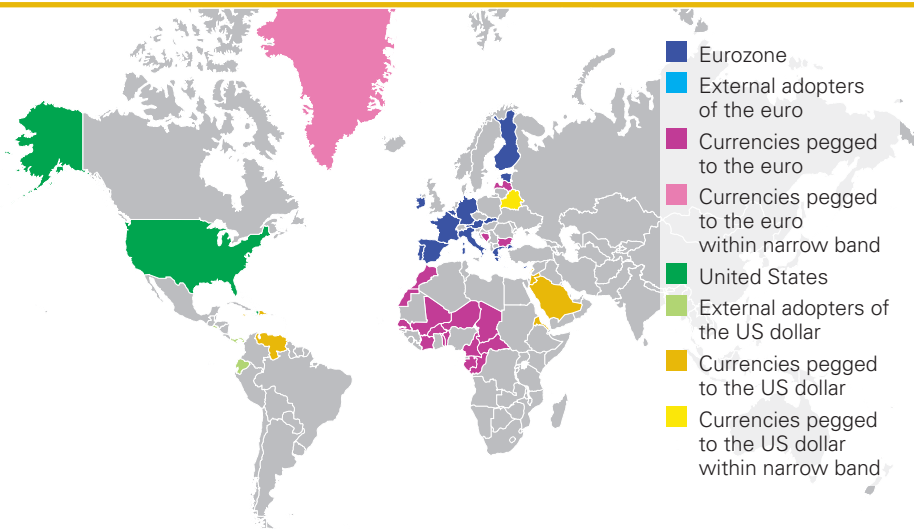 Eurozone
External adopters
of the euro
Currencies pegged
to the euro
Currencies pegged
to the euro
within narrow band
United States
External adopters of
the US dollar
Currencies pegged
to the US dollar
Currencies pegged
to the US dollar
within narrow band